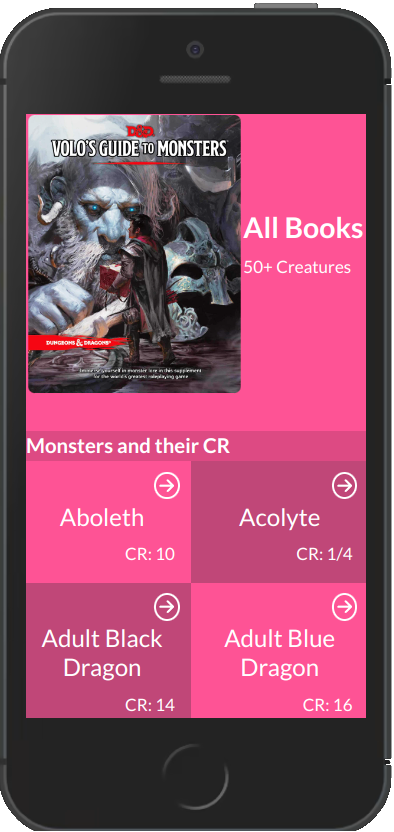 D&D
VOLO'S GUIDE TO MONSTERS
All Books
50+ Creatures
DUNGEONS & DRAGONS®
Immerse yourself in monster lore in this supplement
for the world's greatest roleplaying game
Monsters and their CR
Aboleth
CR: 10
Acolyte
CR: 1/4
Adult Black
Dragon
CR: 14
Adult Blue
Dragon
CR: 16